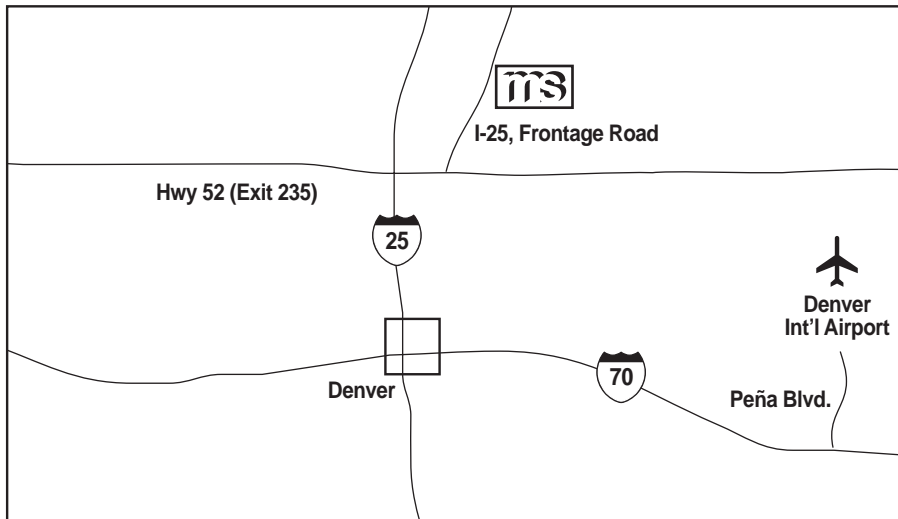 ms
I-25, Frontage Road
Hwy 52 (Exit 235)
25
Denver
Int'l Airport
70
Peña Blvd.
Denver